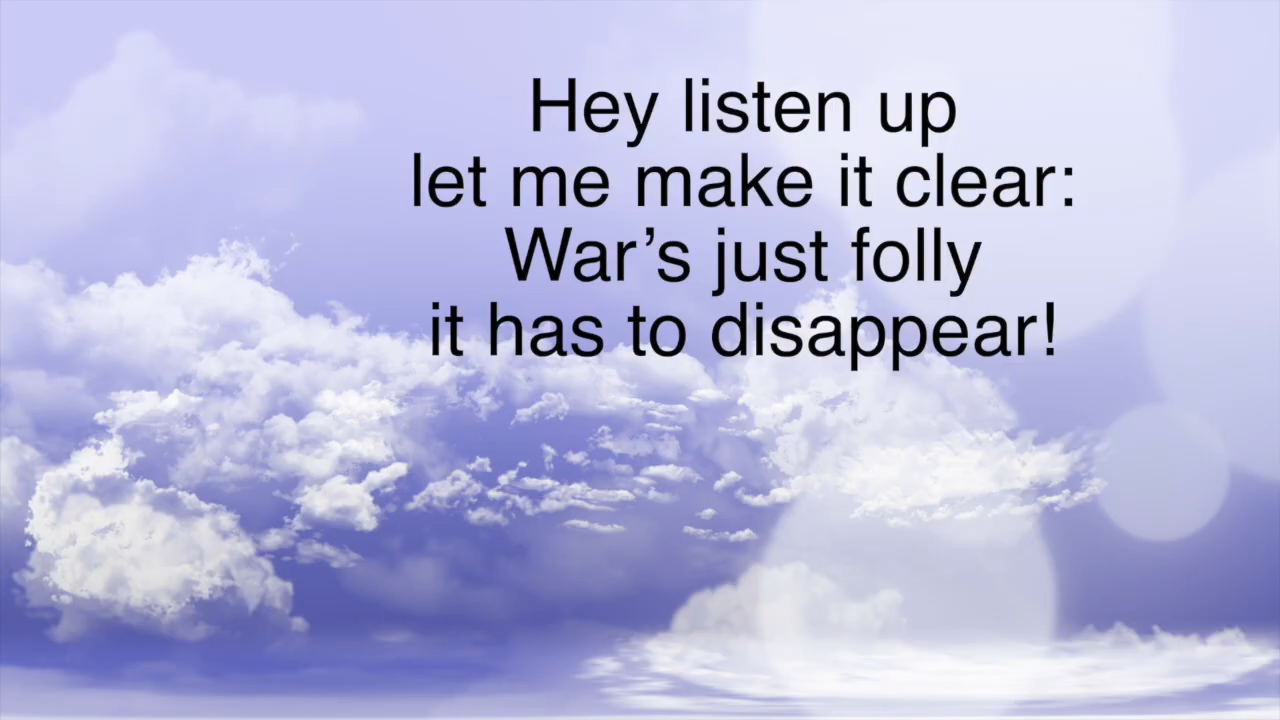 Hey listen up
let me make it clear:
War’s just folly
it has to disappear!